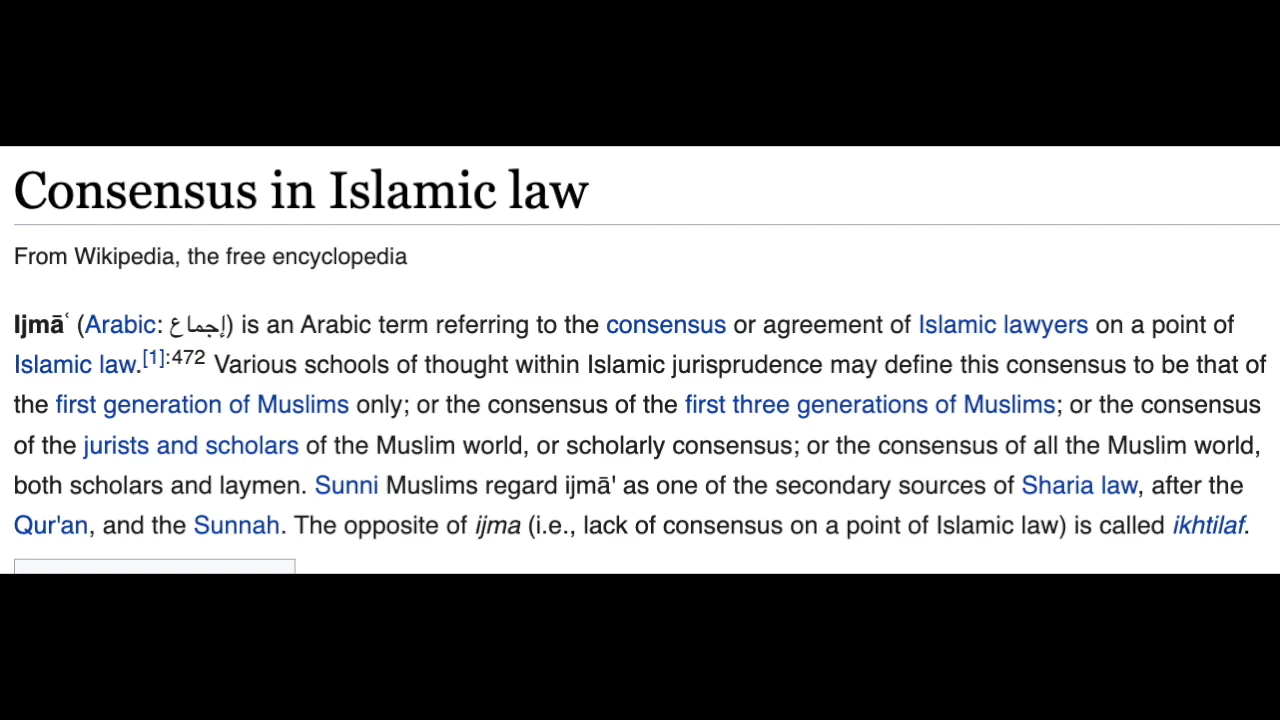 Consensus in Islamic law
From Wikipedia, the free encyclopedia
Ijmāʿ (Arabic: إجماع) is an Arabic term referring to the consensus or agreement of Islamic lawyers on a point of
Islamic law.[1]:472 Various schools of thought within Islamic jurisprudence may define this consensus to be that of
the first generation of Muslims only; or the consensus of the first three generations of Muslims; or the consensus
of the jurists and scholars of the Muslim world, or scholarly consensus; or the consensus of all the Muslim world,
both scholars and laymen. Sunni Muslims regard ijmā' as one of the secondary sources of Sharia law, after the
Qur'an, and the Sunnah. The opposite of ijma (i.e., lack of consensus on a point of Islamic law) is called ikhtilaf.